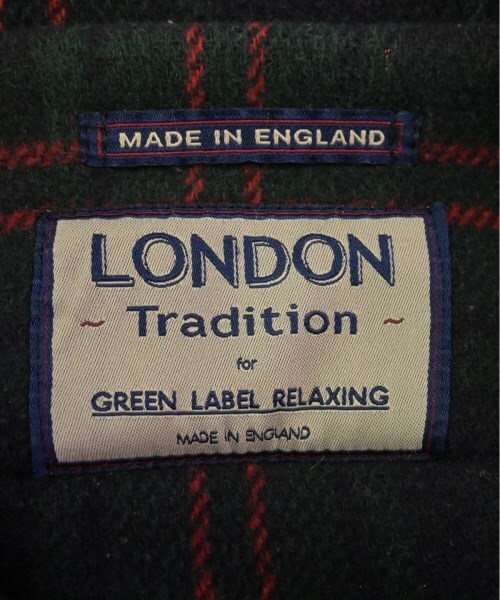 MADE IN ENGLAND
LONDON
~ Tradition ~
for
GREEN LABEL RELAXING
MADE IN ENGLAND